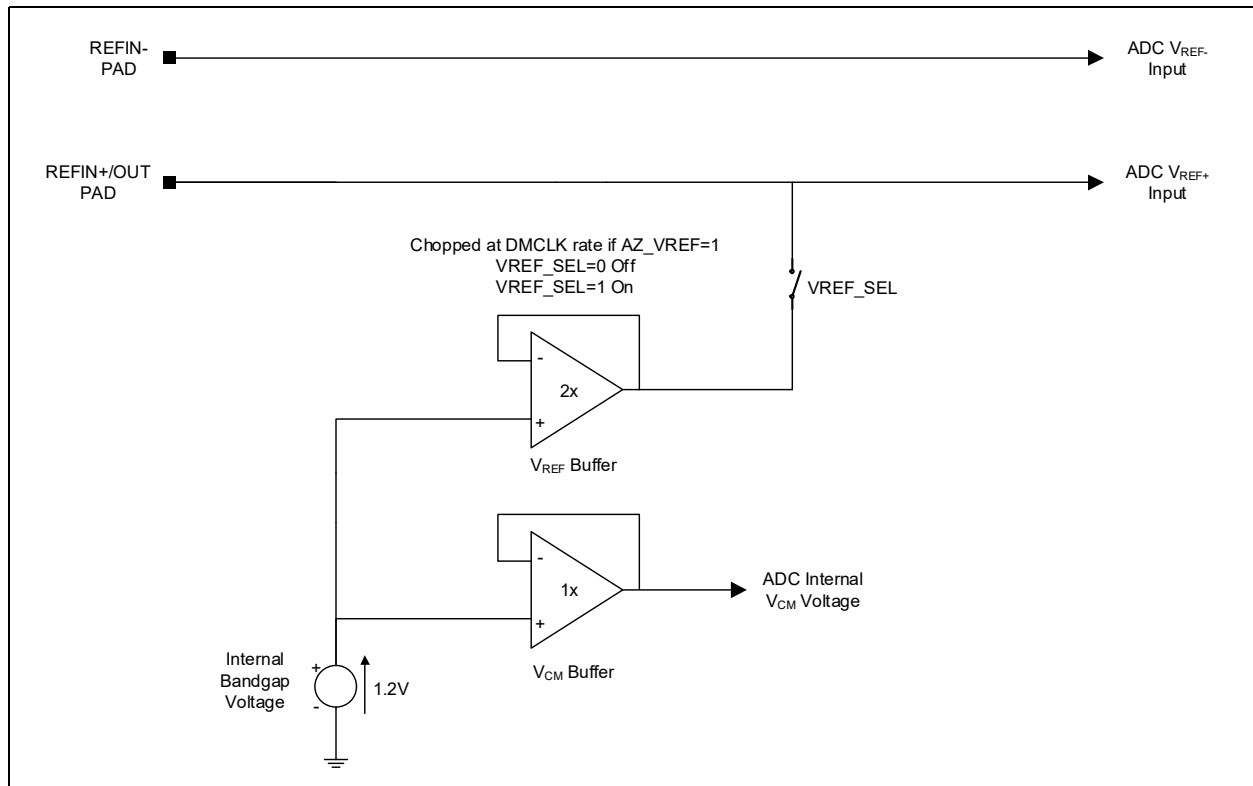 REFIN-
PAD
ADC VREF-
Input
REFIN+/OUT
PAD
ADC VREF+
Input
Chopped at DMCLK rate if AZ_VREF=1
VREF_SEL=0 Off
VREF_SEL=1 On
VREF_SEL
-
2x
+
VREF Buffer
-
1x
+
ADC Internal
VCM Voltage
VCM Buffer
Internal
Bandgap
Voltage
+
-
1.2V